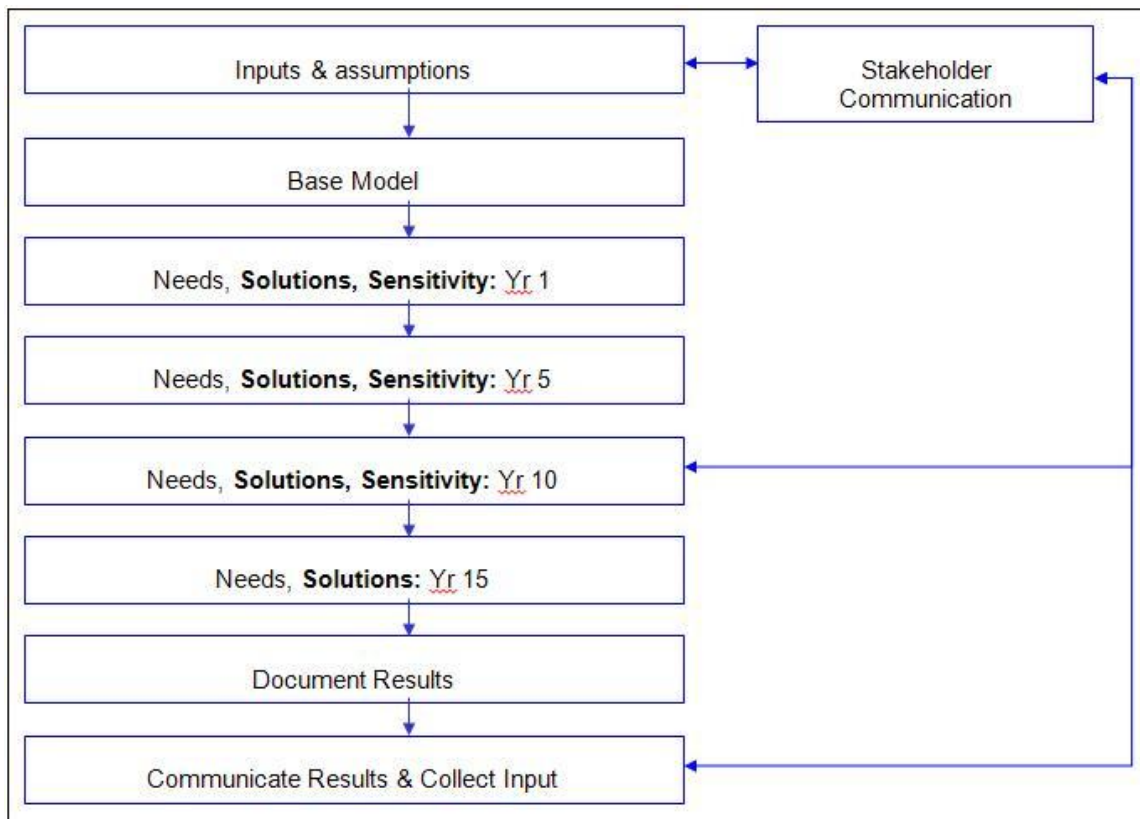 Inputs & assumptions
Stakeholder
Communication
Base Model
Needs, Solutions, Sensitivity: Yr 1
Needs, Solutions, Sensitivity: Yr 5
Needs, Solutions, Sensitivity: Yr 10
Needs, Solutions: Yr 15
Document Results
Communicate Results & Collect Input